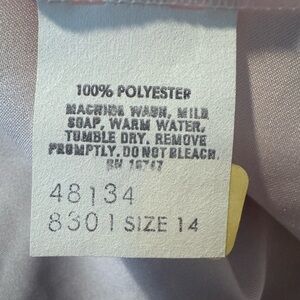 100% POLYESTER
MACHINE WASH, MILD
SOAP, WARM WATER,
TUMBLE DRY, REMOVE
PROMPTLY, DO NOT BLEACH.
RN
48134
8301 SIZE 14